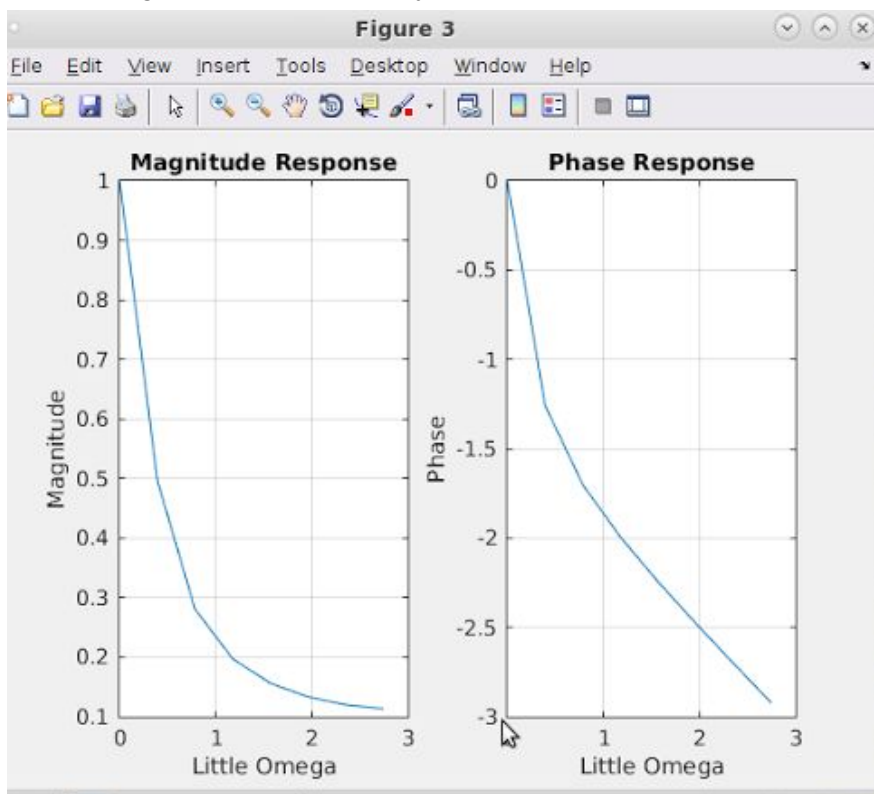 Figure 3
File Edit View Insert Tools Desktop Window Help
Magnitude Response
1
0.9
0.8
0.7
0.6
0.5
0.4
0.3
0.2
0.1
Magnitude
0 1 2 3
Little Omega
Phase Response
0
-0.5
-1
-1.5
-2
-2.5
-3
Phase
1 2 3
Little Omega